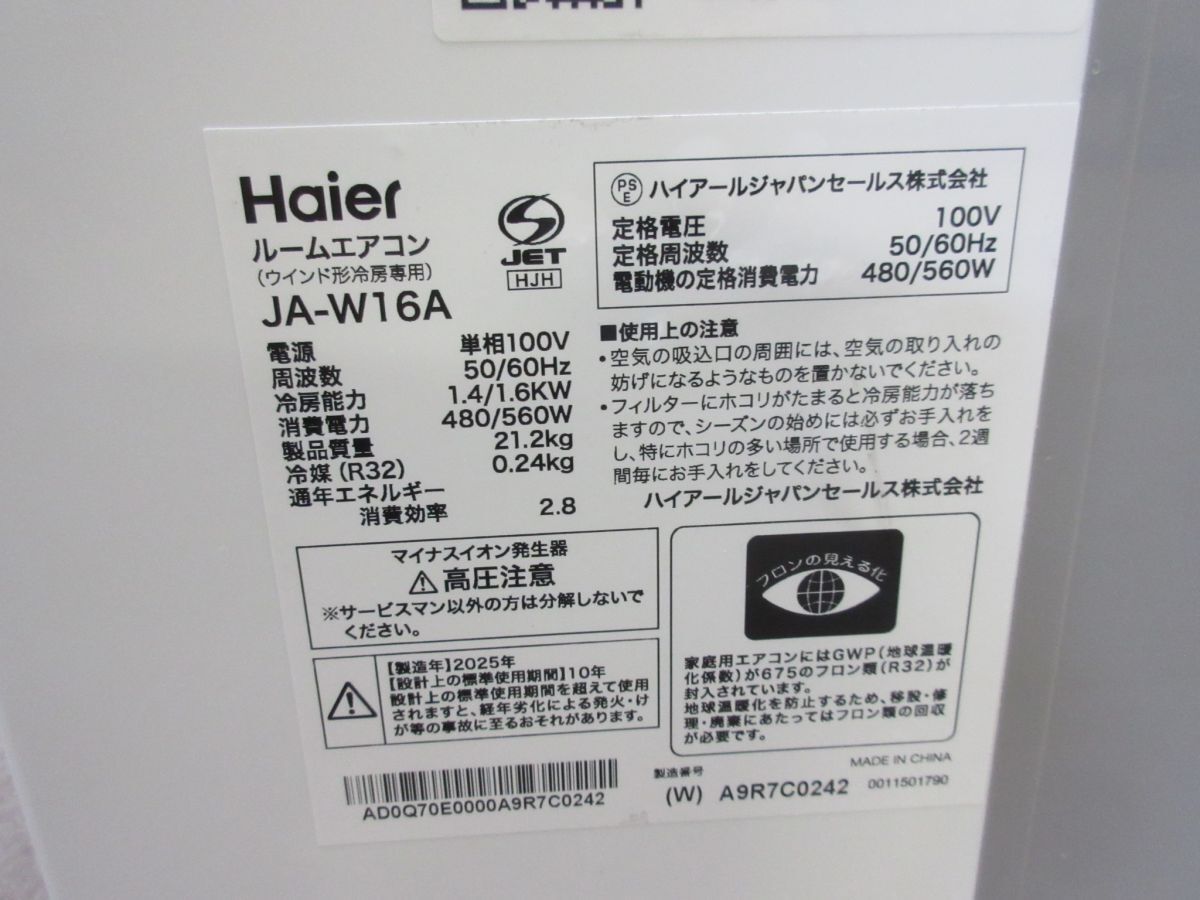 Haier
ルームエアコン
(ウインド形冷房専用)
JA-W16A
JET
HJH
電源 単相100V
周波数 50/60Hz
冷房能力 1.4/1.6KW
消費電力 480/560W
製品質量 21.2kg
冷媒(R32) 0.24kg
通年エネルギー
消費効率 2.8
PS
E
ハイアールジャパンセールス株式会社
定格電圧 100V
定格周波数 50/60Hz
電動機の定格消費電力 480/560W
■使用上の注意
・空気の吸込口の周囲には、空気の取り入れの
妨げになるようなものを置かないでください。
・フィルターにホコリがたまると冷房能力が落ち
ますので、シーズンの始めには必ずお手入れを
し、特にホコリの多い場所で使用する場合、2週
間毎にお手入れをしてください。
ハイアールジャパンセールス株式会社
マイナスイオン発生器
⚠高圧注意
※サービスマン以外の方は分解しないで
ください。
【製造年】2025年
【設計上の標準使用期間】10年
設計上の標準使用期間を超えて使用
されますと、経年劣化による発火・け
が等の事故に至るおそれがあります。
フロンの見える化
家庭用エアコンにはGWP(地球温暖
化係数)が675のフロン類(R32)が
封入されています。
地球温暖化を防止するため、移設・修
理・廃棄にあたってはフロン類の回収
が必要です。
AD0Q70E0000A9R7C0242
製造番号
(W) A9R7C0242
MADE IN CHINA
0011501790